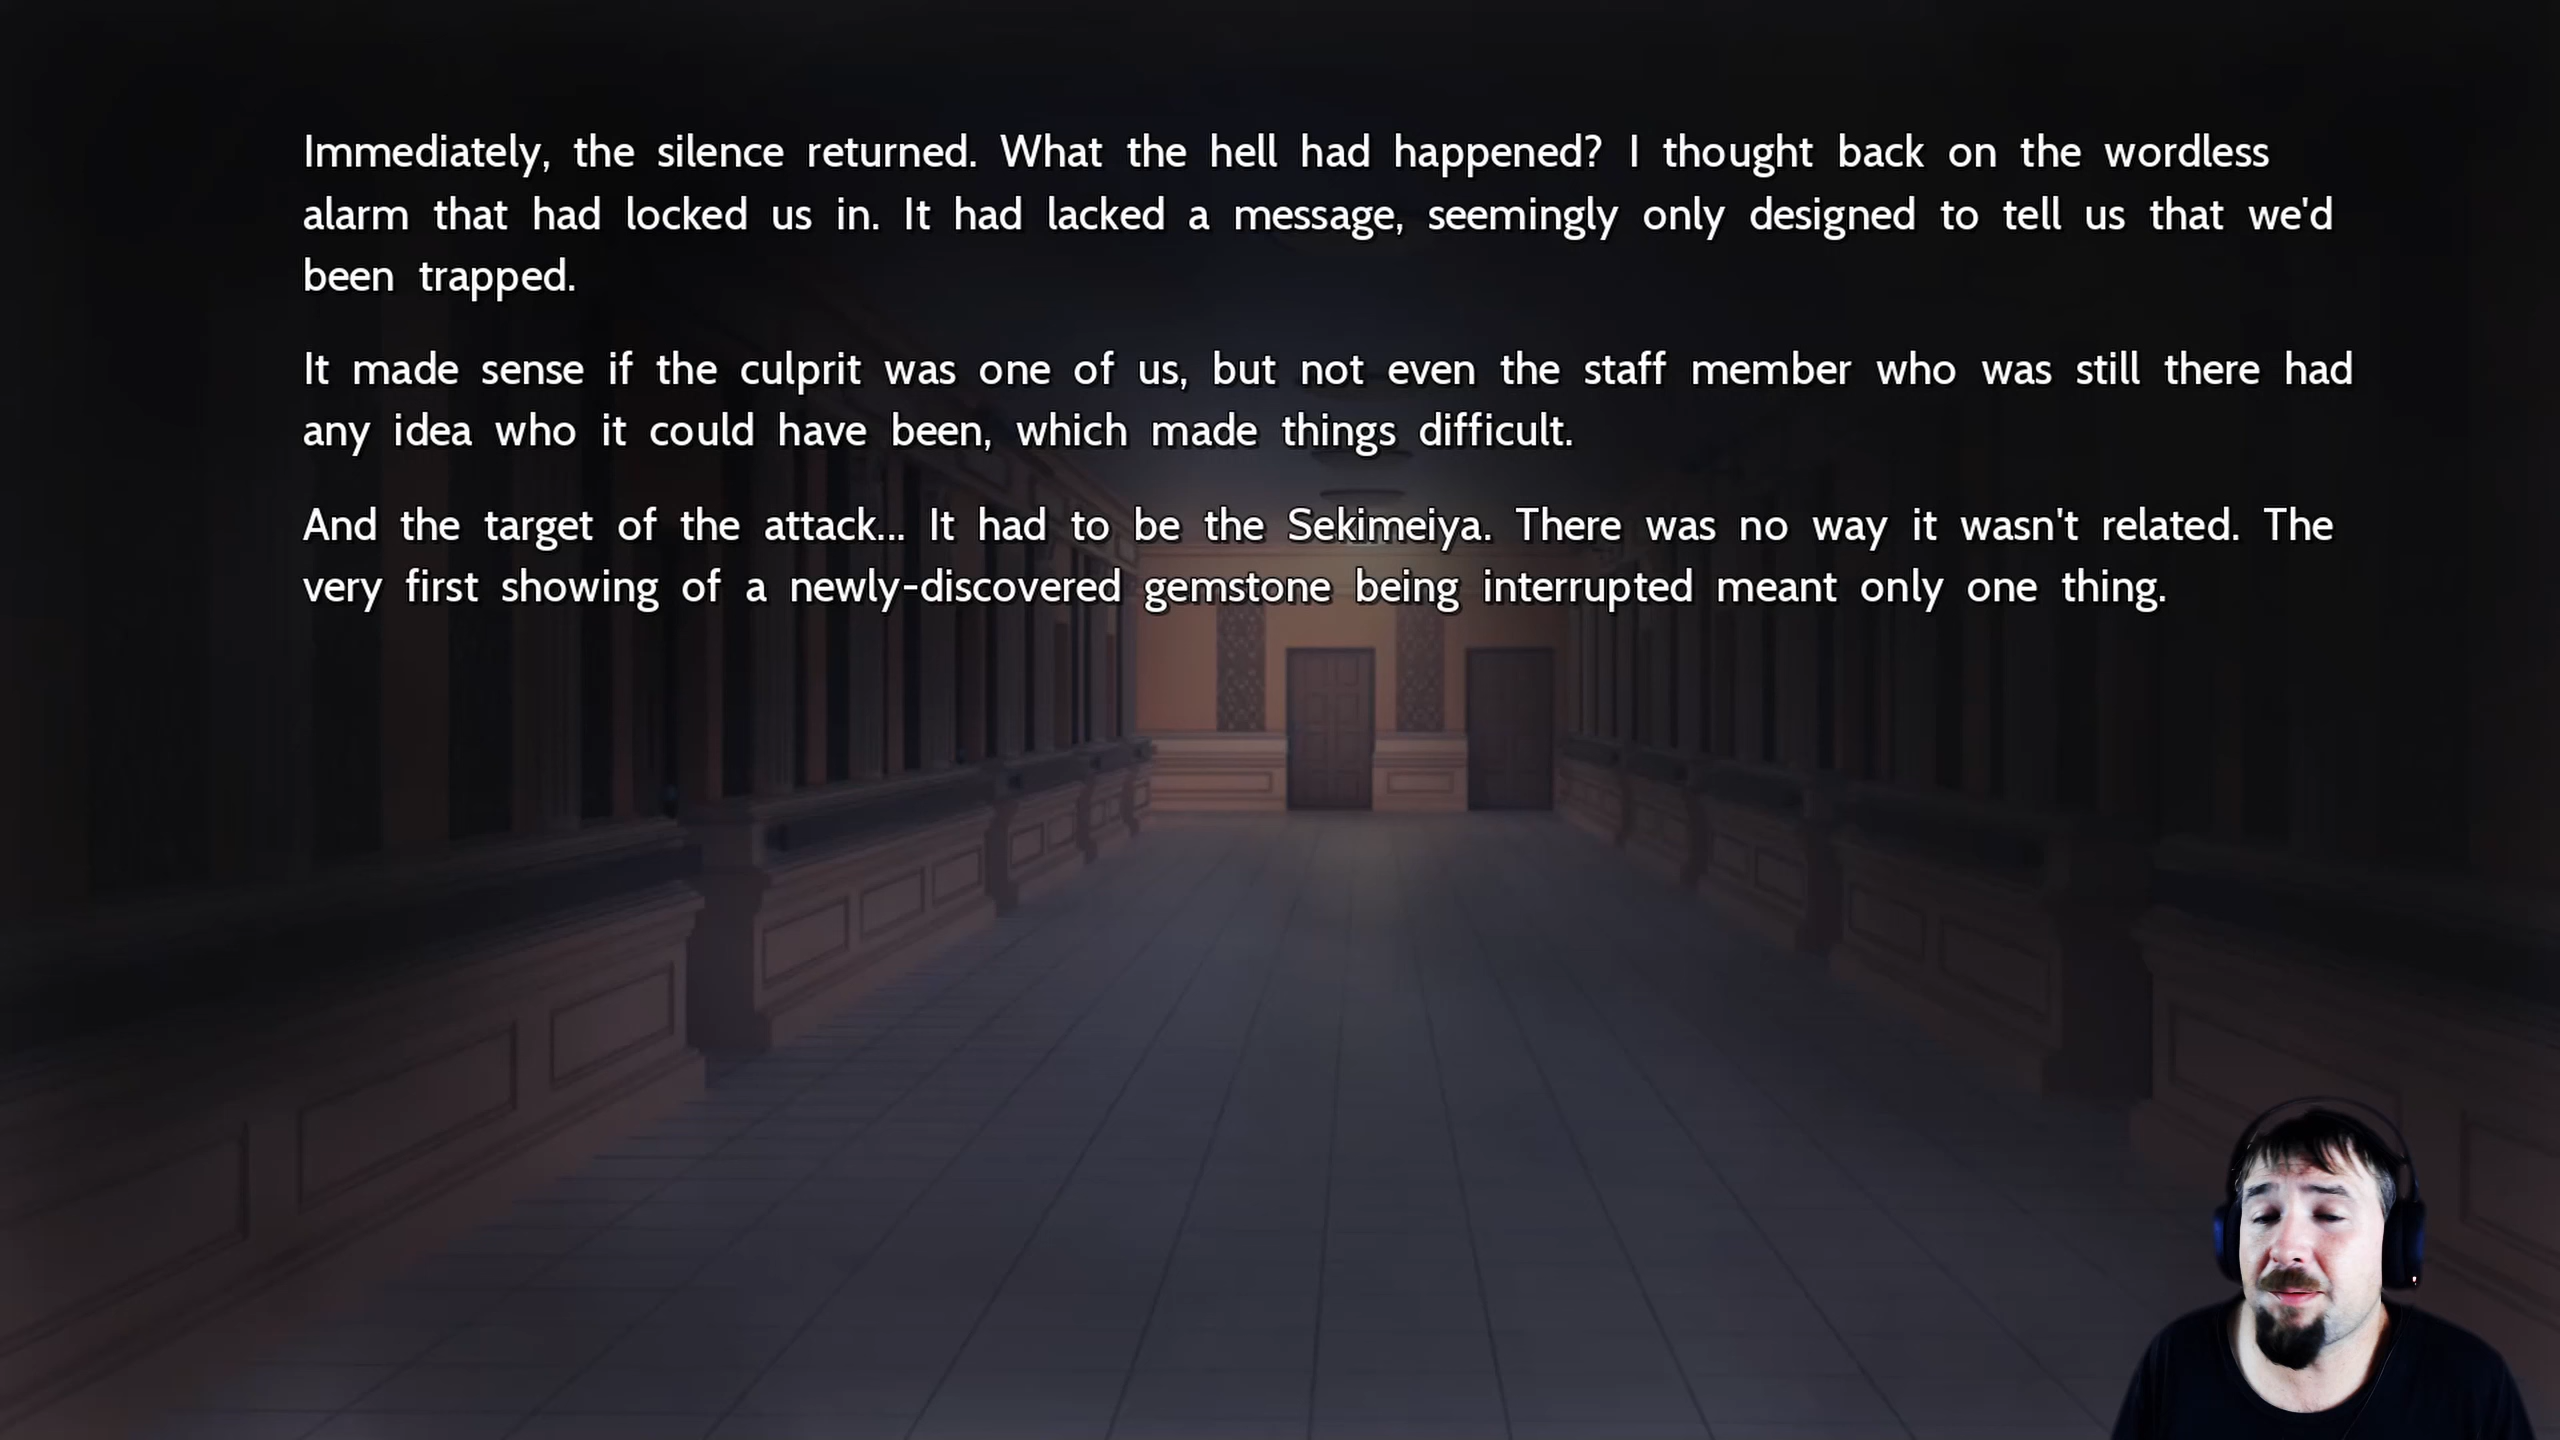 Immediately, the silence returned. What the hell had happened? I thought back on the wordless
alarm that had locked us in. It had lacked a message, seemingly only designed to tell us that we'd
been trapped.
It made sense if the culprit was one of us, but not even the staff member who was still there had
any idea who it could have been, which made things difficult.
And the target of the attack... It had to be the Sekimeiya. There was no way it wasn't related. The
very first showing of a newly-discovered gemstone being interrupted meant only one thing.